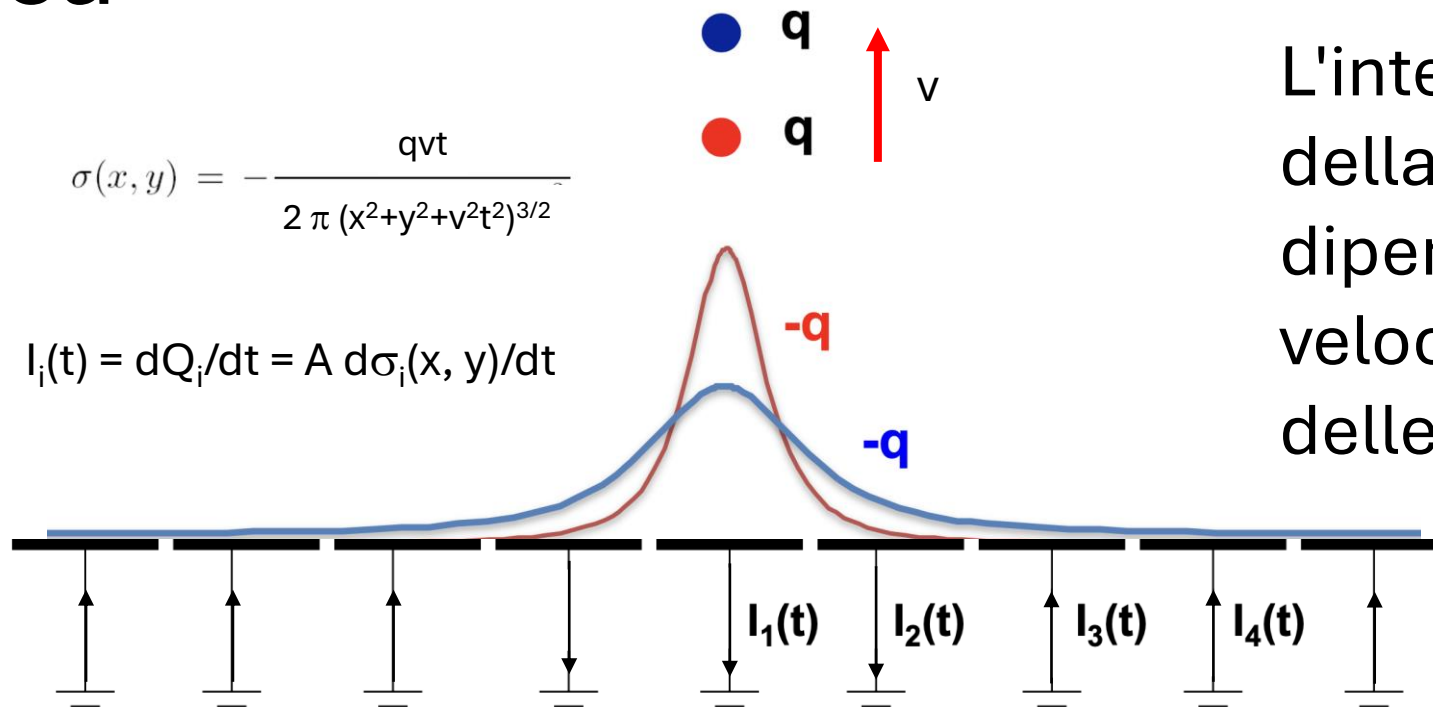 q
v
q
σ(x, y) = − qvt / 2 π (x²+y²+v²t²)^3/2
-q
Iᵢ(t) = dQᵢ/dt = A dσᵢ(x, y)/dt
-q
I₁(t) I₂(t) I₃(t) I₄(t)
L'inte
della
veloc
delle